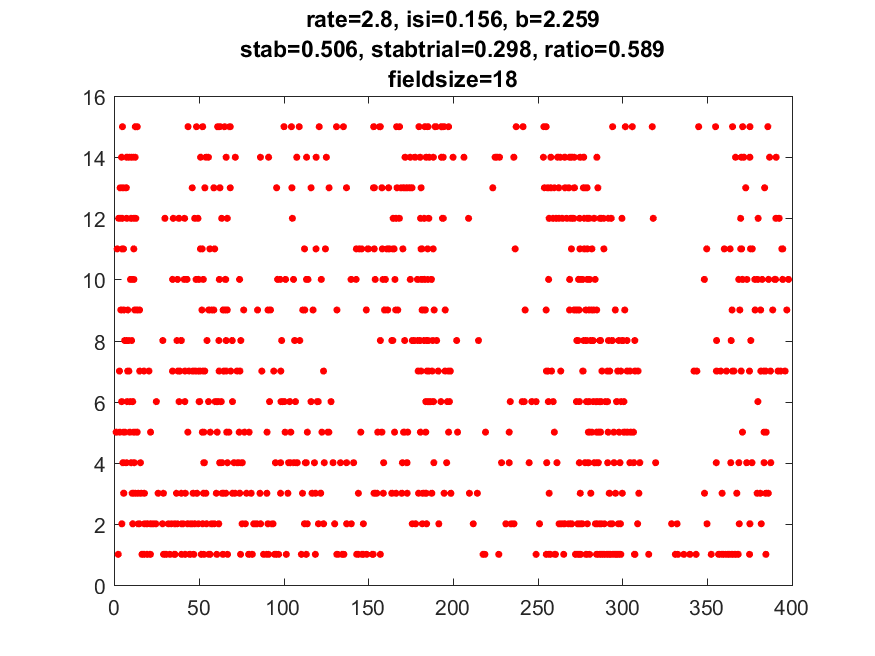 rate=2.8, isi=0.156, b=2.259
stab=0.506, stabtrial=0.298, ratio=0.589
fieldsize=18
16
14
12
10
8
6
4
2
0
0 50 100 150 200 250 300 350 400